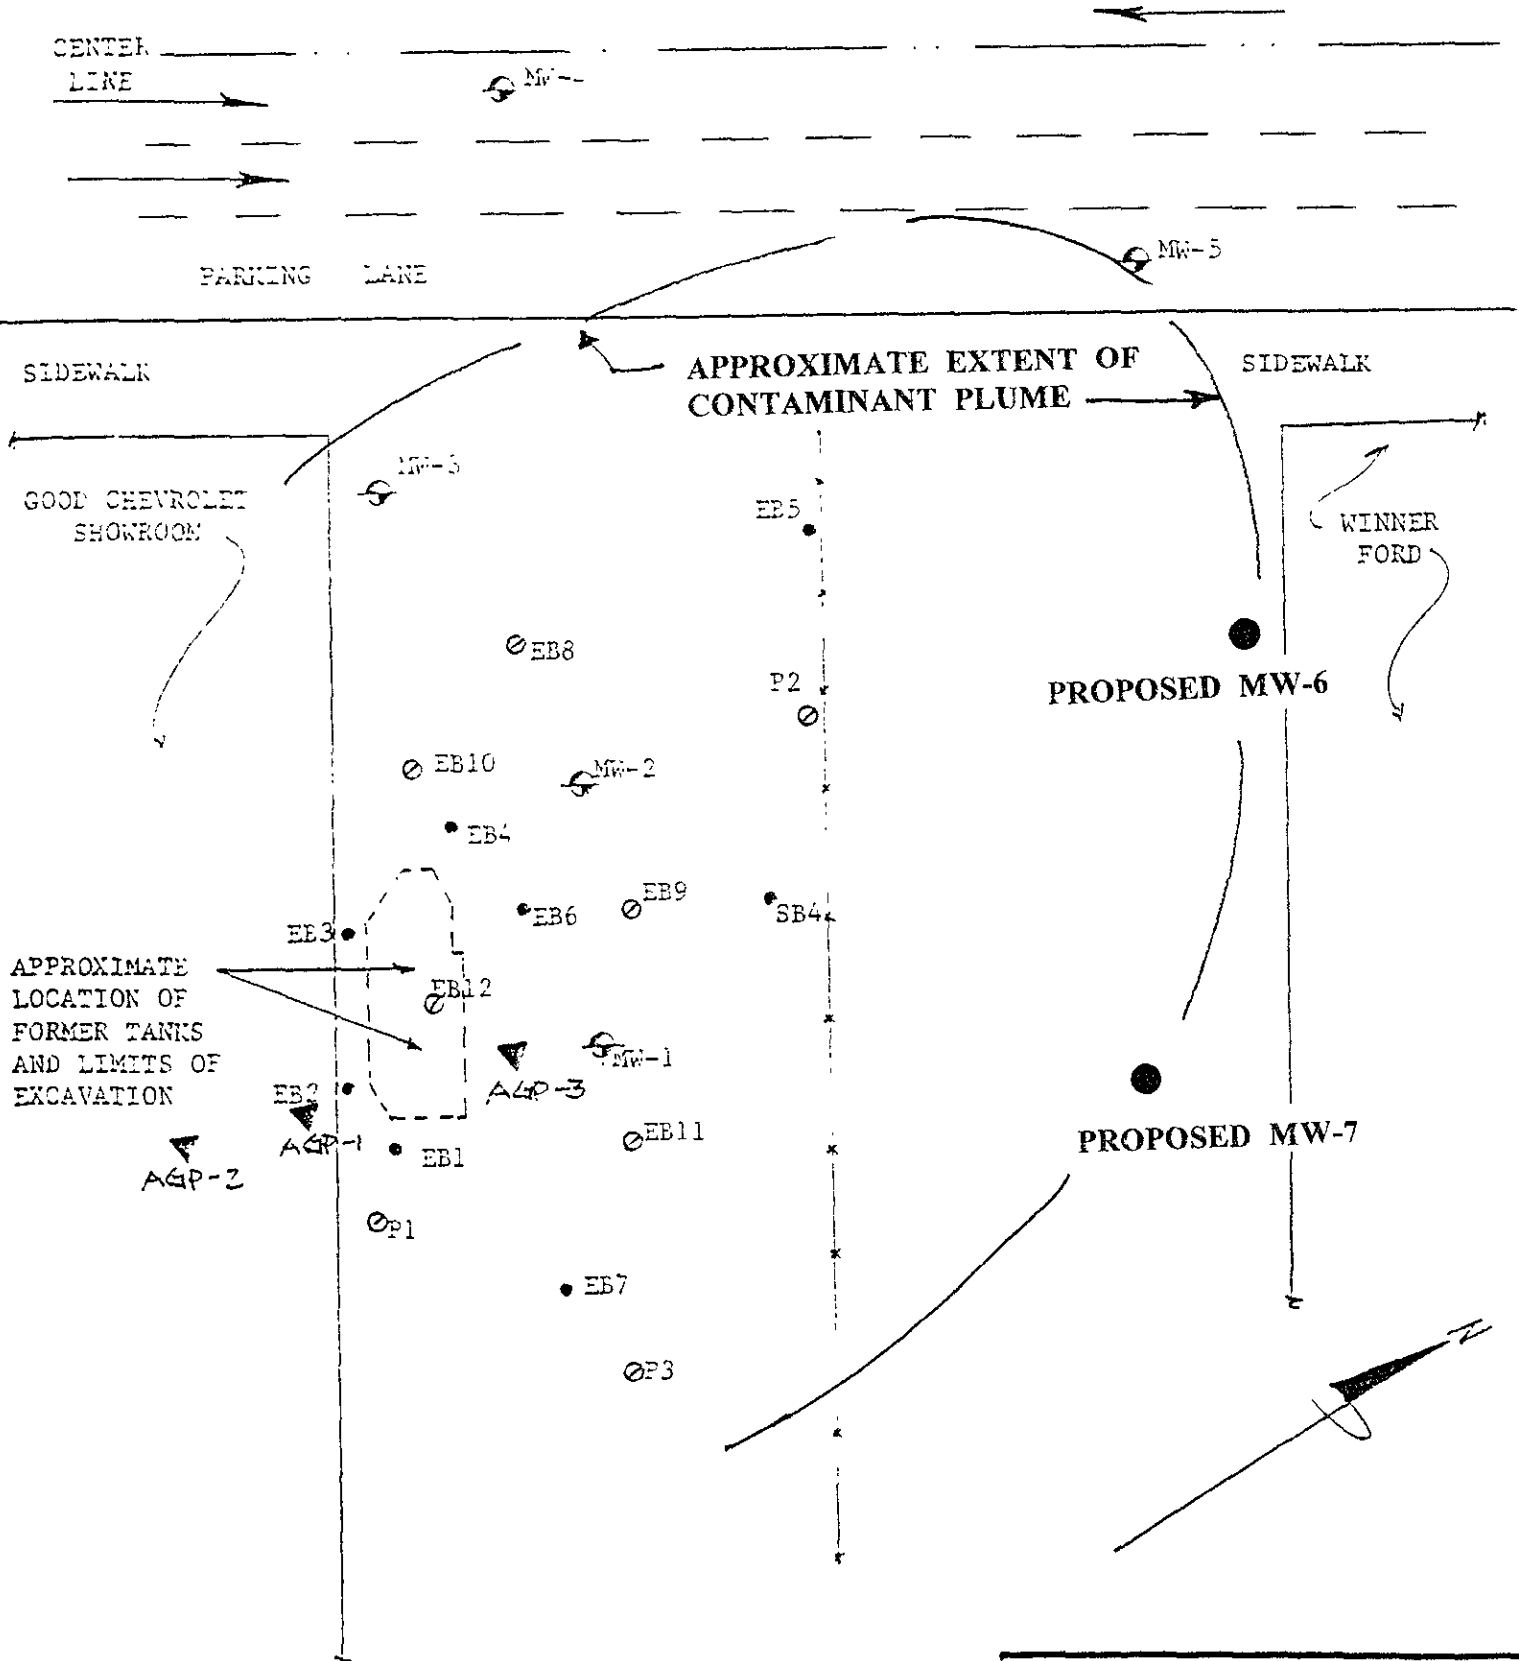 CENTER
LINE
MW-
MW-5
PARKING LANE
SIDEWALK
APPROXIMATE EXTENT OF
CONTAMINANT PLUME
SIDEWALK
MW-3
GOOD CHEVROLET
SHOWROOM
EB5
WINNER
FORD
EB8
P2
PROPOSED MW-6
EB10
MW-2
EB4
EB9
EB6
SB4
EB3
APPROXIMATE
LOCATION OF
FORMER TANKS
AND LIMITS OF
EXCAVATION
EB12
MW-1
AGP-3
EB2
AGP-1
AGP-2
EB1
EB11
PROPOSED MW-7
P1
EB7
P3
N